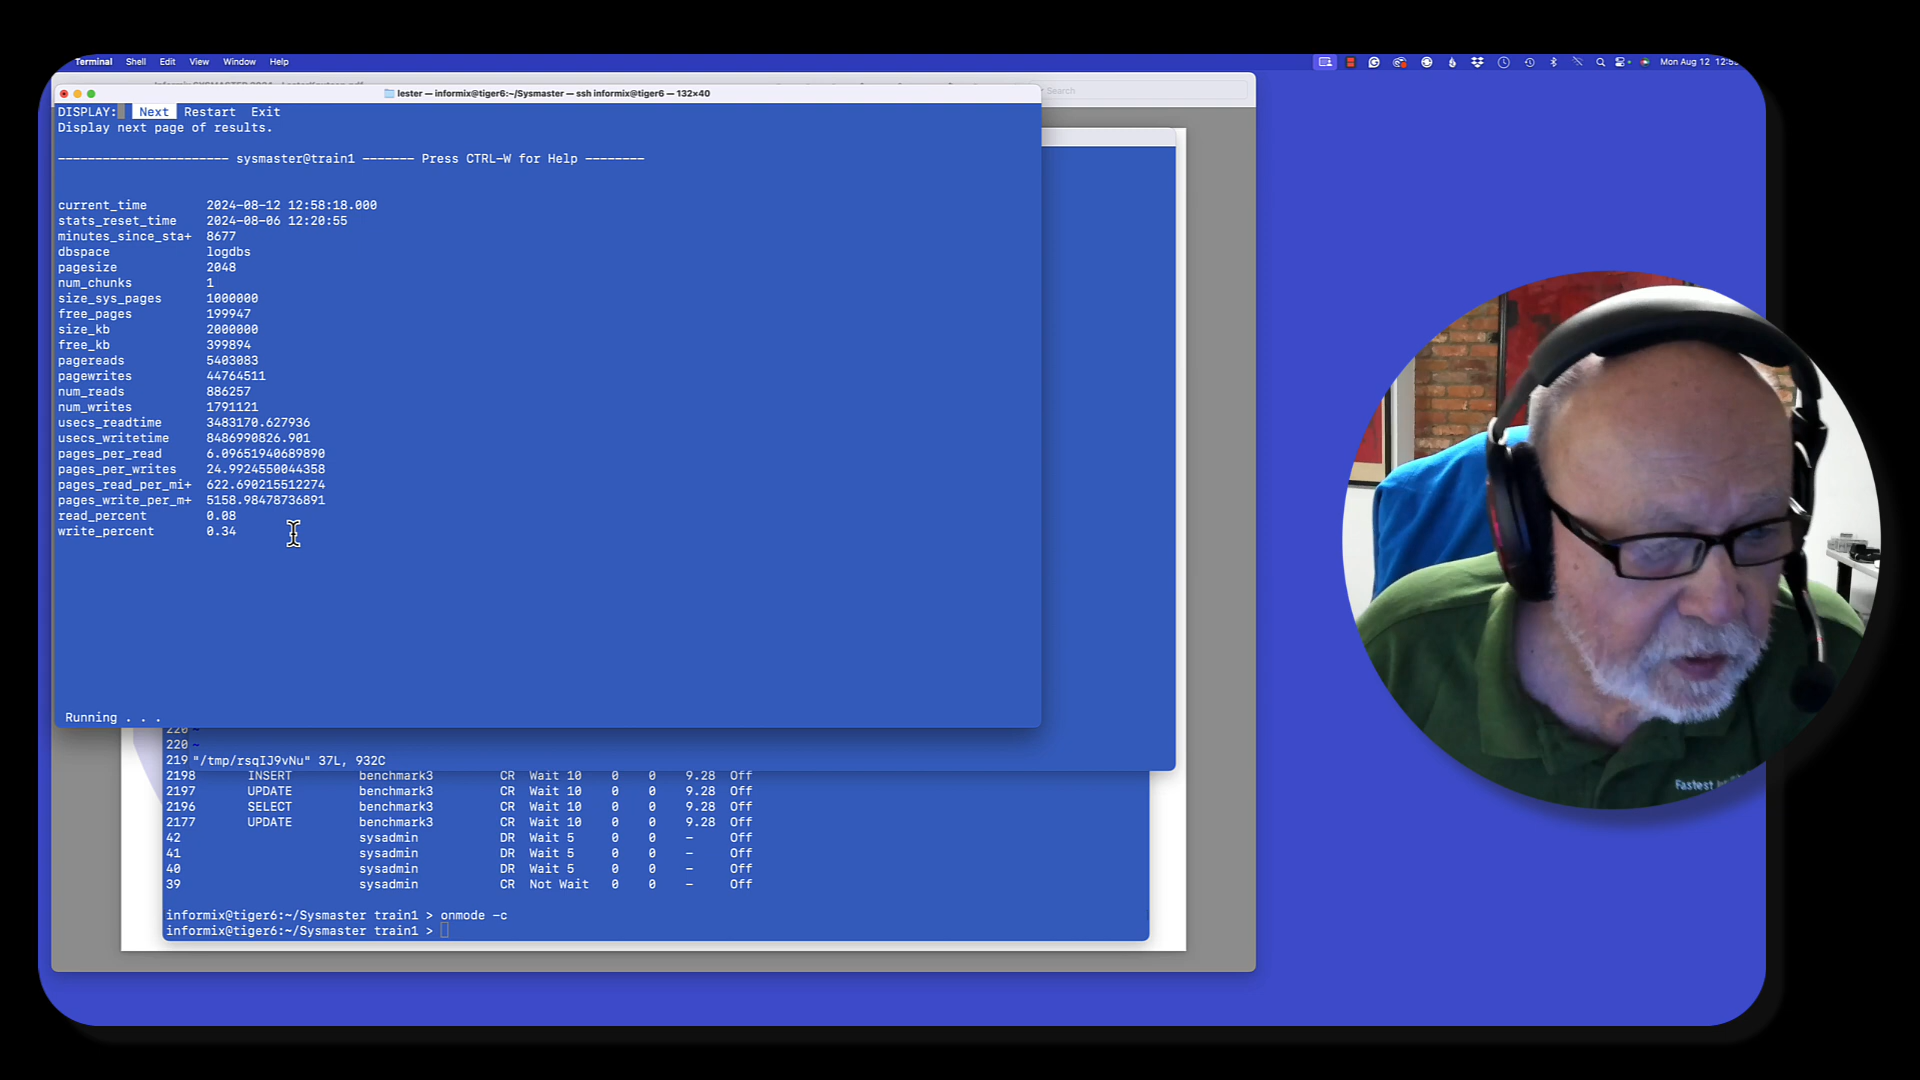 Terminal Shell Edit View Window Help
Mon Aug 12
Search
lester — informix@tiger6:~/Sysmaster — ssh informix@tiger6 — 132×40
DISPLAY: Next Restart Exit
Display next page of results.
----------------------- sysmaster@train1 ------- Press CTRL-W for Help --------
current_time 2024-08-12 12:58:18.000
stats_reset_time 2024-08-06 12:20:55
minutes_since_sta+ 8677
dbspace logdbs
pagesize 2048
num_chunks 1
size_sys_pages 1000000
free_pages 199947
size_kb 2000000
free_kb 399894
pagereads 5403083
pagewrites 44764511
num_reads 886257
num_writes 1791121
usecs_readtime 3483170.627936
usecs_writetime 8486990826.901
pages_per_read 6.09651940689890
pages_per_writes 24.9924550044358
pages_read_per_mi+ 622.690215512274
pages_write_per_m+ 5158.98478736891
read_percent 0.08
write_percent 0.34
Running . . .
220 ~
220 ~
219 "/tmp/rsqIJ9vNu" 37L, 932C
2198 INSERT benchmark3 CR Wait 10 0 0 9.28 Off
2197 UPDATE benchmark3 CR Wait 10 0 0 9.28 Off
2196 SELECT benchmark3 CR Wait 10 0 0 9.28 Off
2177 UPDATE benchmark3 CR Wait 10 0 0 9.28 Off
42 sysadmin DR Wait 5 0 0 - Off
41 sysadmin DR Wait 5 0 0 - Off
40 sysadmin DR Wait 5 0 0 - Off
39 sysadmin CR Not Wait 0 0 - Off
informix@tiger6:~/Sysmaster train1 > onmode -c
informix@tiger6:~/Sysmaster train1 >
Fastest